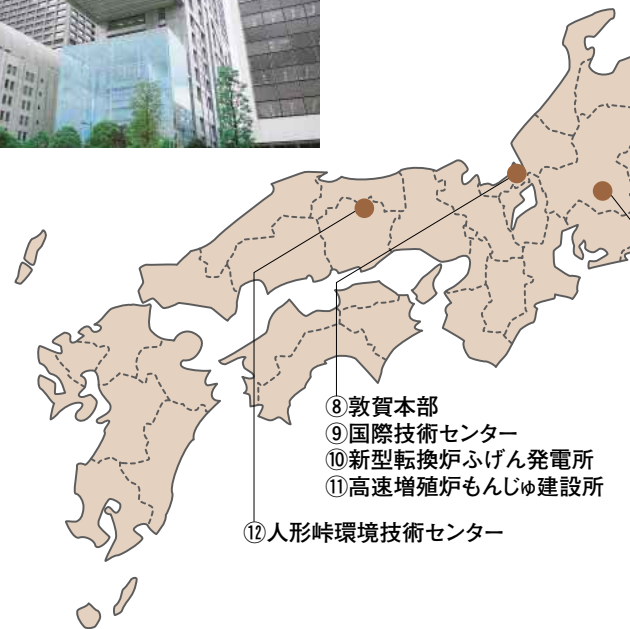 ⑧敦賀本部
⑨国際技術センター
⑩新型転換炉ふげん発電所
⑪高速増殖炉もんじゅ建設所
⑫人形峠環境技術センター